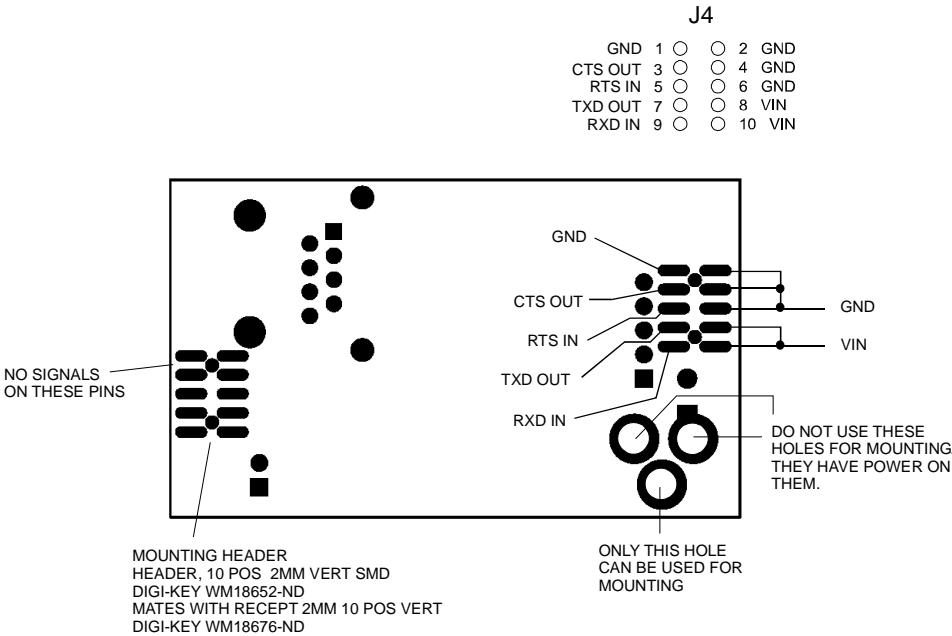 J4
GND 1 2 GND
CTS OUT 3 4 GND
RTS IN 5 6 GND
TXD OUT 7 8 VIN
RXD IN 9 10 VIN
GND
CTS OUT
RTS IN
TXD OUT
RXD IN
GND
VIN
NO SIGNALS
ON THESE PINS
DO NOT USE THESE
HOLES FOR MOUNTING
THEY HAVE POWER ON
THEM.
MOUNTING HEADER
HEADER, 10 POS 2MM VERT SMD
DIGI-KEY WM18652-ND
MATES WITH RECEPT 2MM 10 POS VERT
DIGI-KEY WM18676-ND
ONLY THIS HOLE
CAN BE USED FOR
MOUNTING